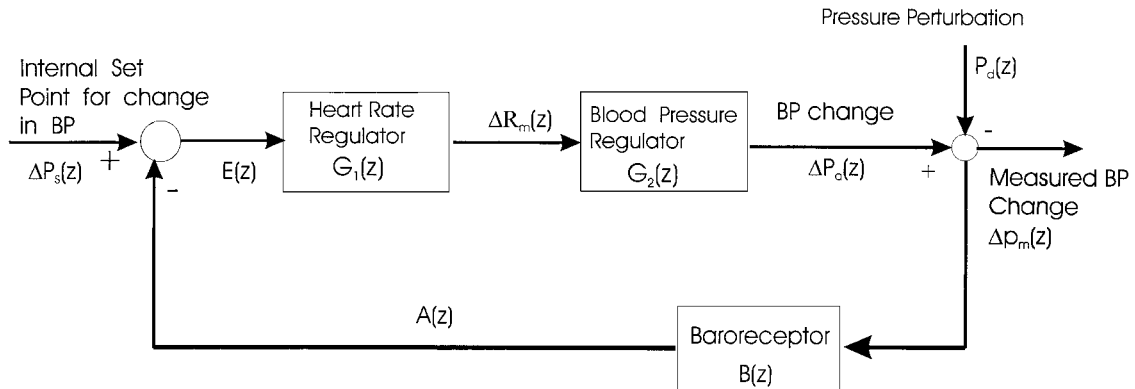 Pressure Perturbation
P_d(z)
-
Internal Set
Point for change
in BP
ΔP_s(z)
+
-
E(z)
Heart Rate
Regulator
G_1(z)
ΔR_m(z)
Blood Pressure
Regulator
G_2(z)
BP change
ΔP_o(z)
+
Measured BP
Change
Δp_m(z)
A(z)
Baroreceptor
B(z)